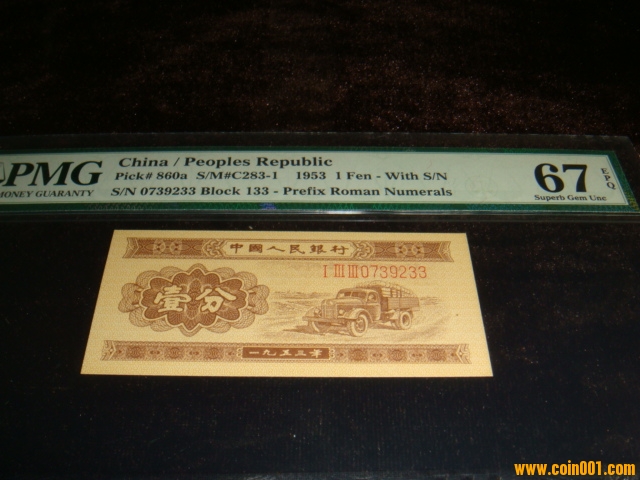 PMG China / Peoples Republic
MONEY GUARANTY Pick# 860a S/M#C283-1 1953 1 Fen - With S/N
S/N 0739233 Block 133 - Prefix Roman Numerals
67 EPQ
Superb Gem Unc
中國人民銀行
I III III 0739233
壹分
一九五三年
www.coin001.com